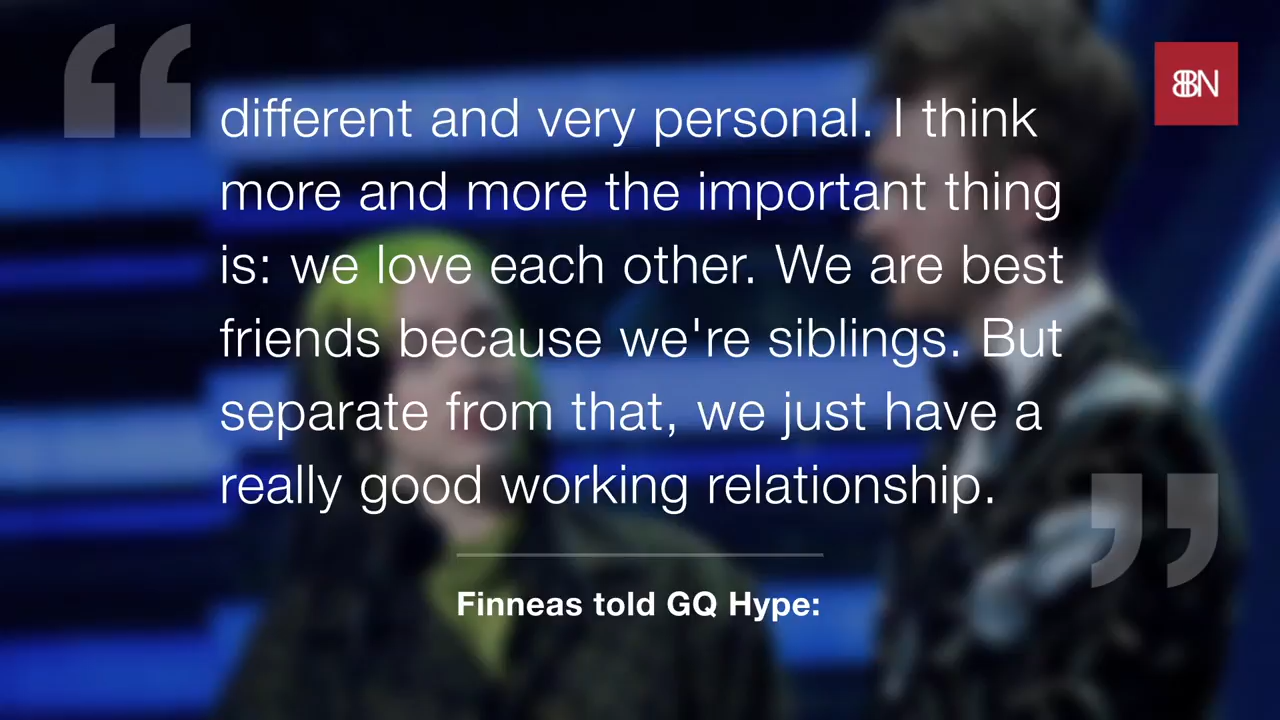 BBN
different and very personal. I think
more and more the important thing
is: we love each other. We are best
friends because we're siblings. But
separate from that, we just have a
really good working relationship.
Finneas told GQ Hype: